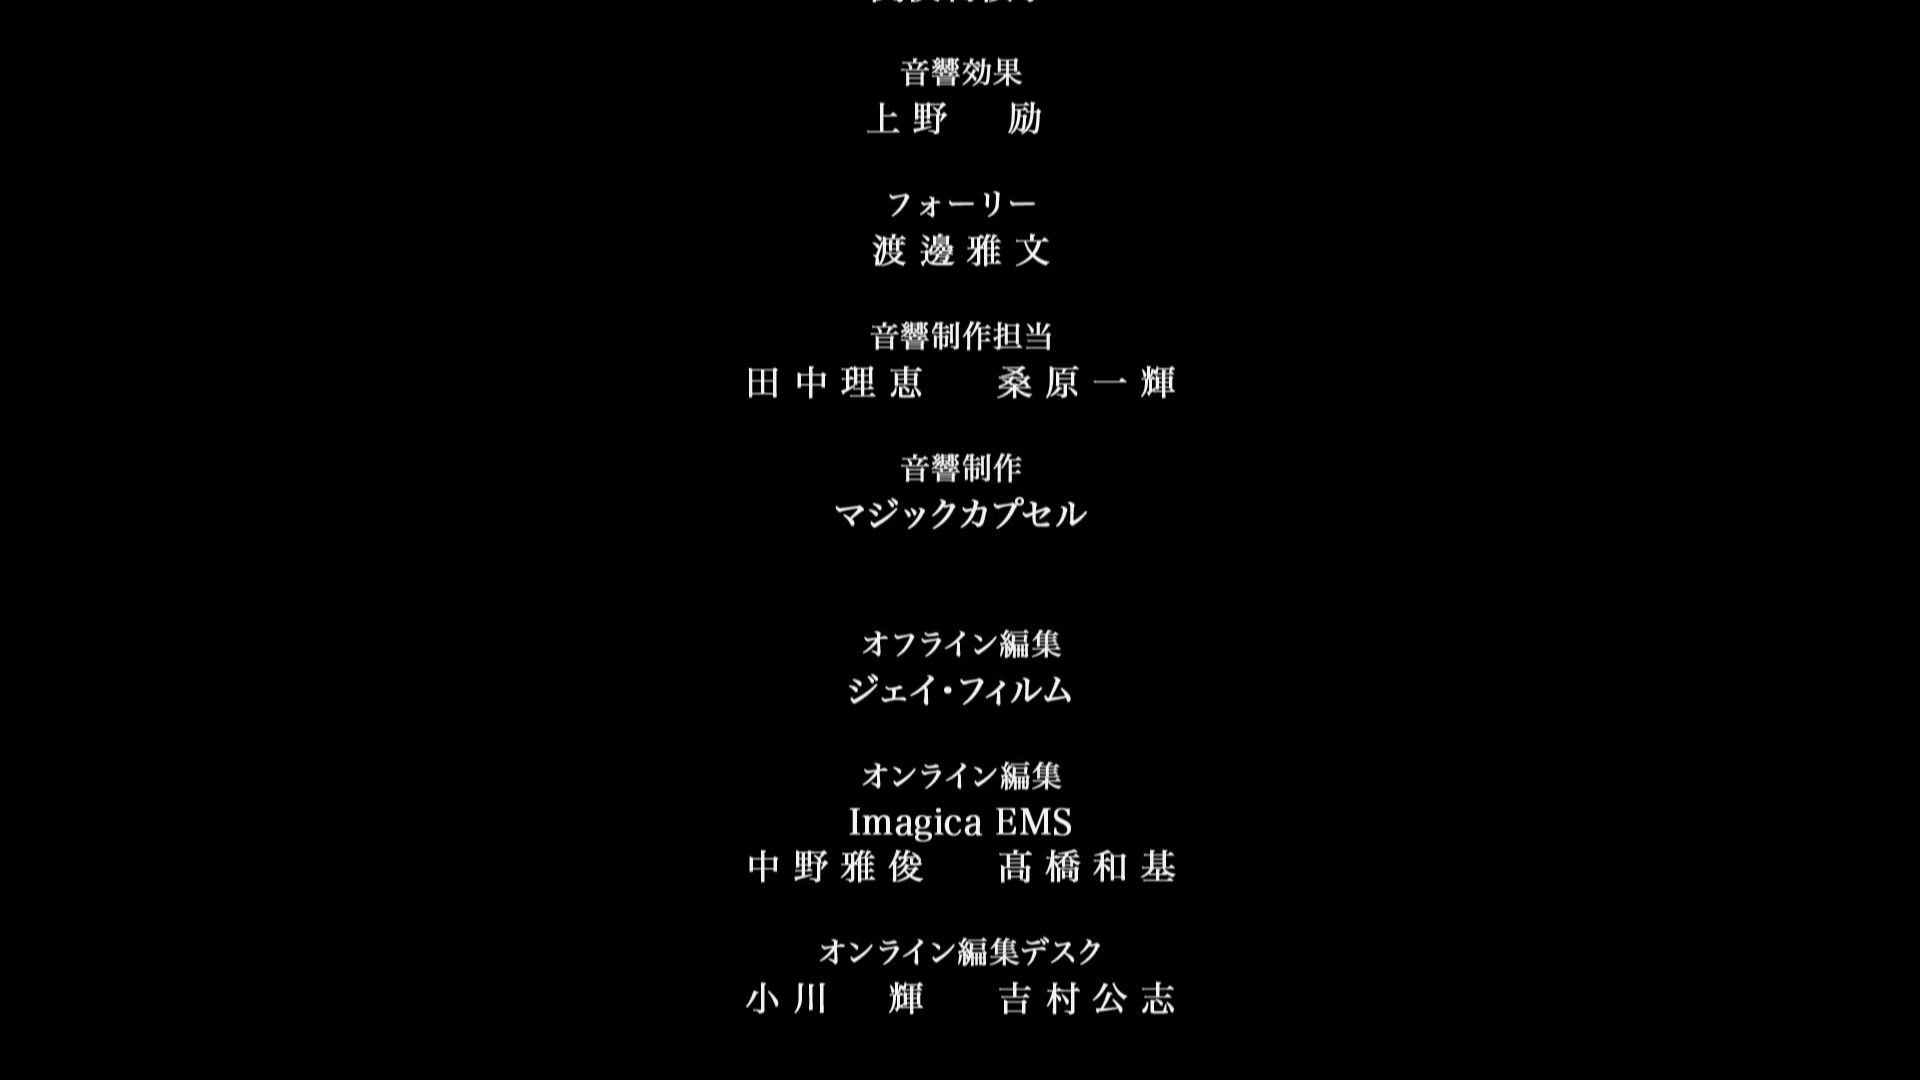 音響効果
上野　励
フォーリー
渡邊雅文
音響制作担当
田中理恵　桑原一輝
音響制作
マジックカプセル
オフライン編集
ジェイ・フィルム
オンライン編集
Imagica EMS
中野雅俊　髙橋和基
オンライン編集デスク
小川　輝　吉村公志